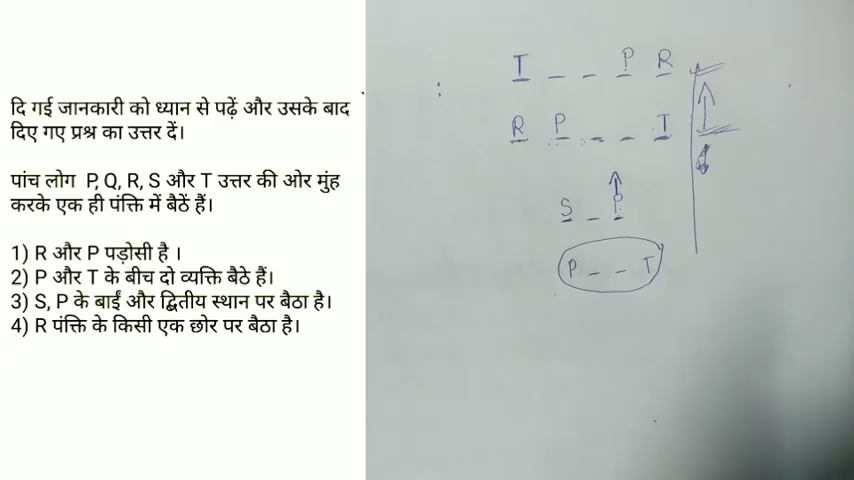 दि गई जानकारी को ध्यान से पढ़ें और उसके बाद
दिए गए प्रश्न का उत्तर दें।
पांच लोग P, Q, R, S और T उत्तर की ओर मुंह
करके एक ही पंक्ति में बैठें हैं।
1) R और P पड़ोसी है ।
2) P और T के बीच दो व्यक्ति बैठे हैं।
3) S, P के बाईं और द्वितीय स्थान पर बैठा है।
4) R पंक्ति के किसी एक छोर पर बैठा है।
T _ _ P R
R P _ _ T
S _ P
P _ _ T